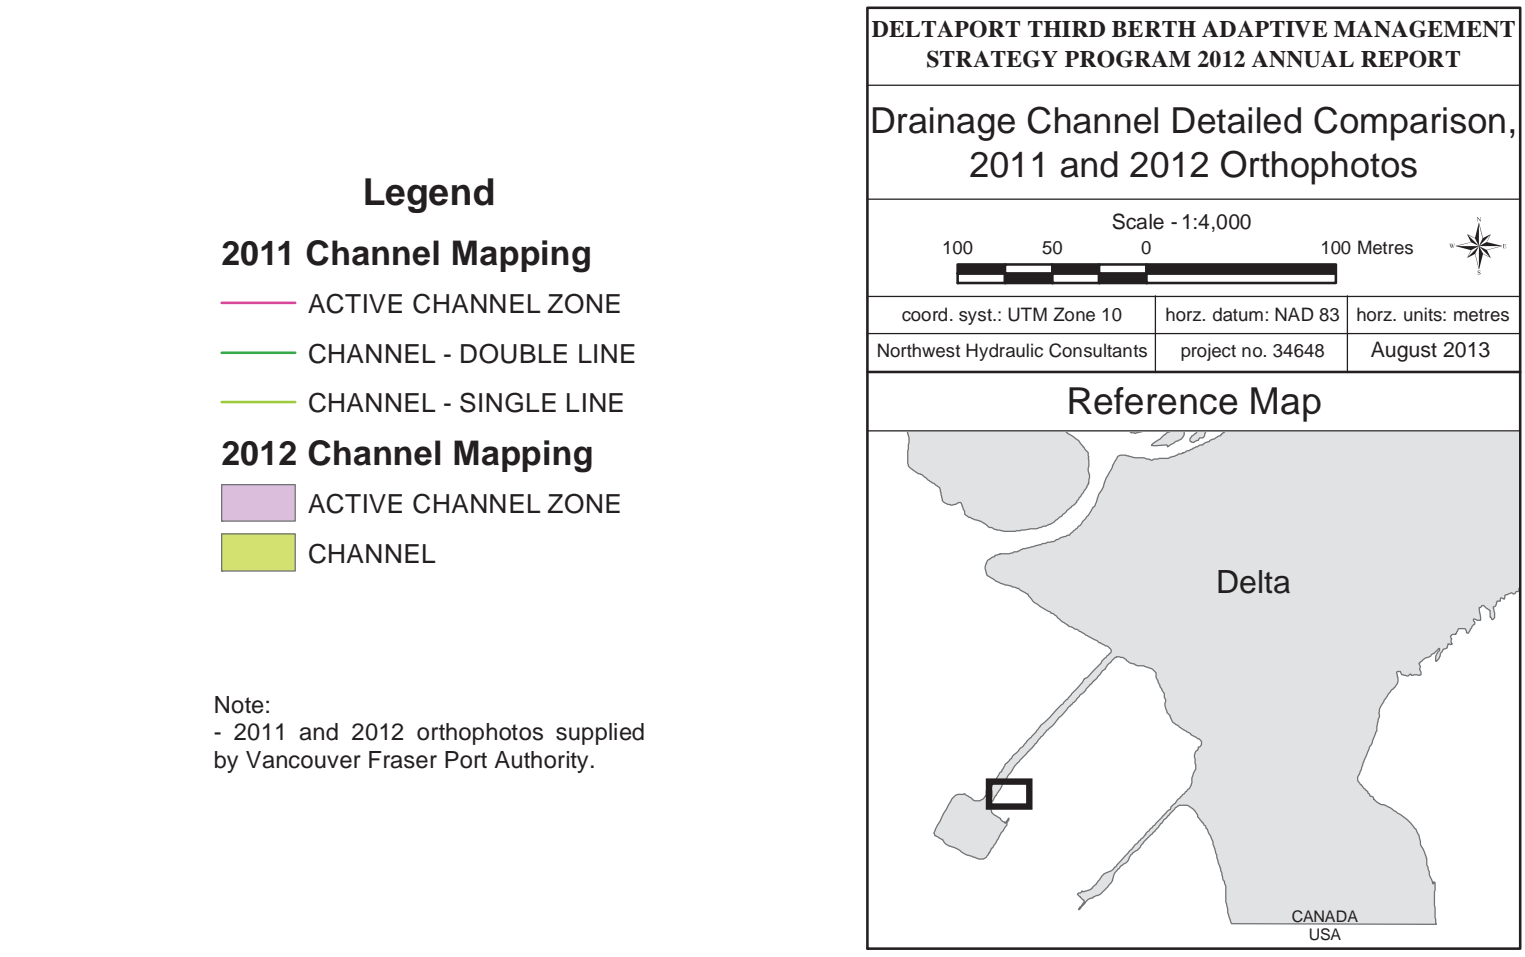 Legend
2011 Channel Mapping
ACTIVE CHANNEL ZONE
CHANNEL - DOUBLE LINE
CHANNEL - SINGLE LINE
2012 Channel Mapping
ACTIVE CHANNEL ZONE
CHANNEL
Note:
- 2011 and 2012 orthophotos supplied
by Vancouver Fraser Port Authority.
DELTAPORT THIRD BERTH ADAPTIVE MANAGEMENT
STRATEGY PROGRAM 2012 ANNUAL REPORT
Drainage Channel Detailed Comparison,
2011 and 2012 Orthophotos
Scale - 1:4,000
100 50 0 100 Metres
N
W E
S
coord. syst.: UTM Zone 10 horz. datum: NAD 83 horz. units: metres
Northwest Hydraulic Consultants project no. 34648 August 2013
Reference Map
Delta
CANADA
USA